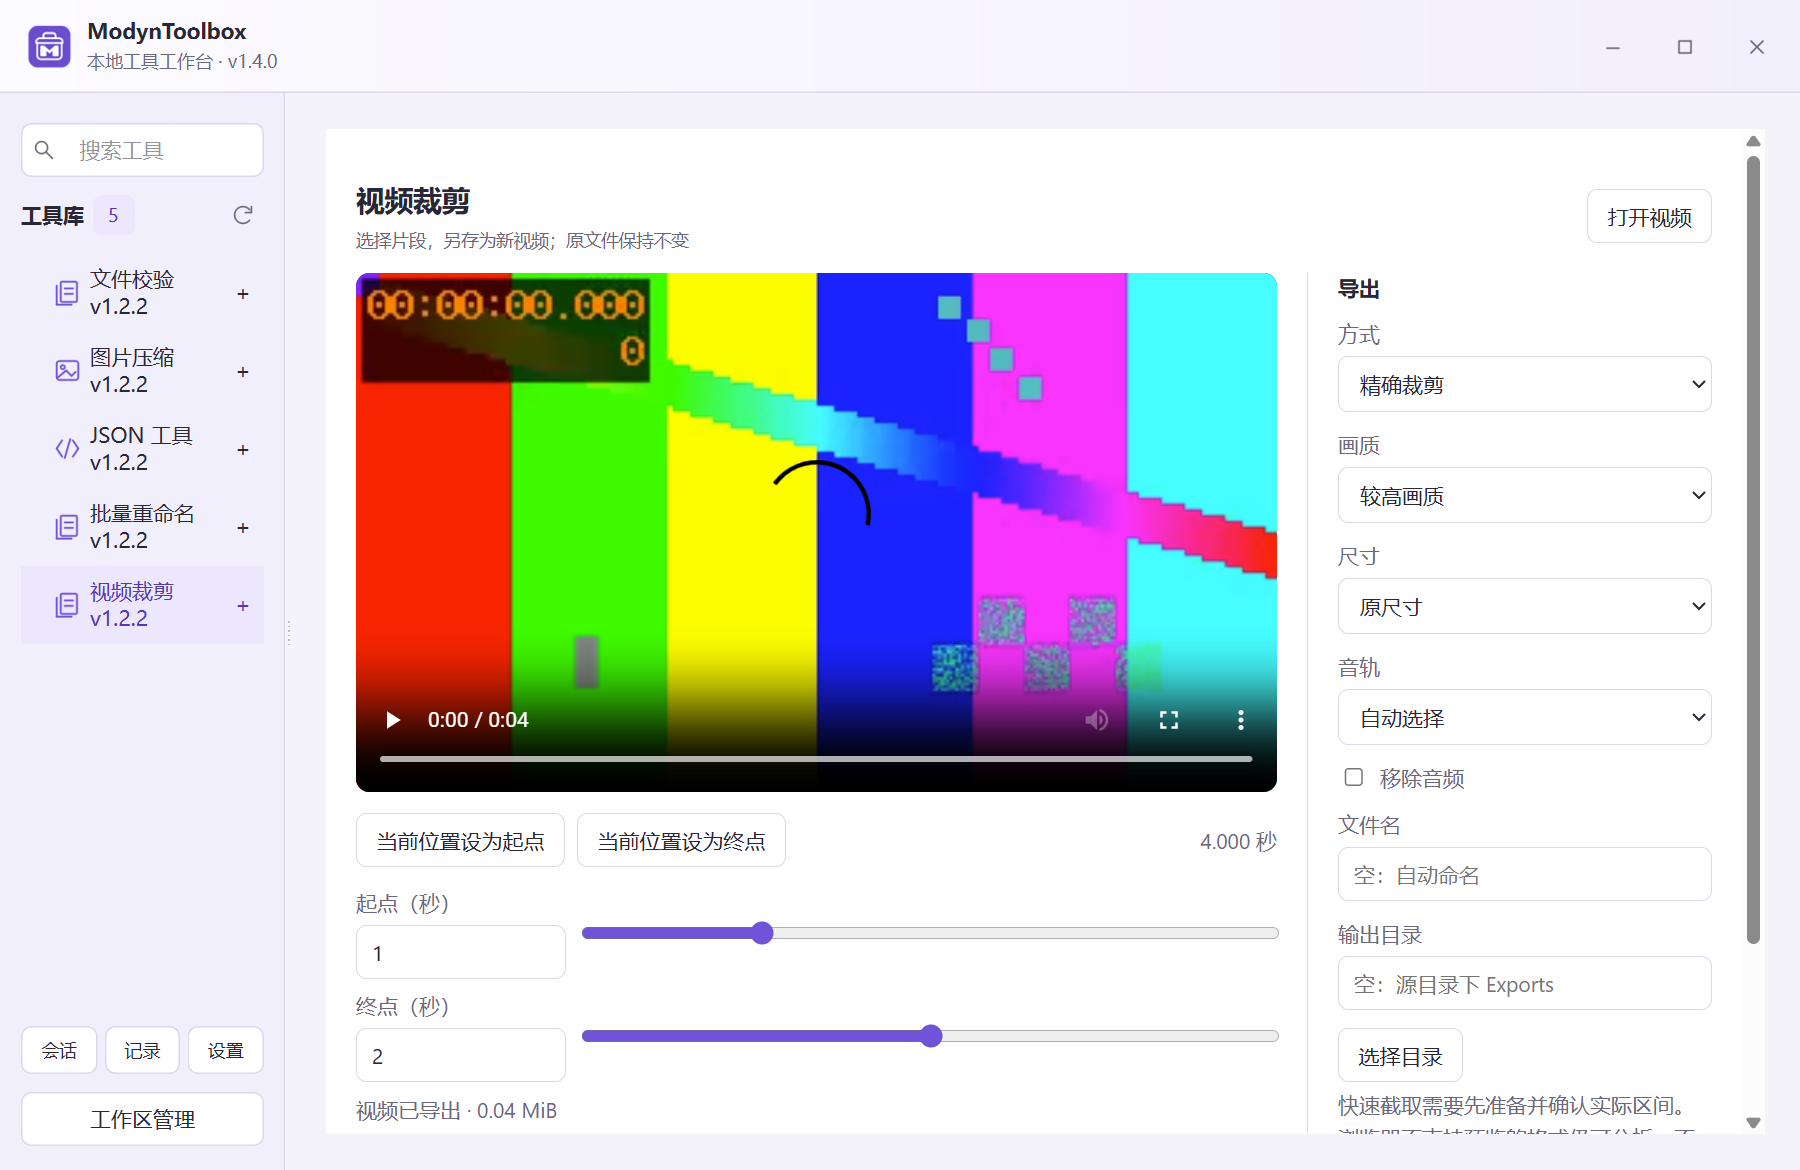 ModynToolbox
本地工具工作台 · v1.4.0
搜索工具
工具库 5
文件校验
v1.2.2
+
图片压缩
v1.2.2
+
JSON 工具
v1.2.2
+
批量重命名
v1.2.2
+
视频裁剪
v1.2.2
+
会话 记录 设置
工作区管理
视频裁剪
选择片段，另存为新视频；原文件保持不变
打开视频
00:00:00.000
0
0:00 / 0:04
当前位置设为起点 当前位置设为终点 4.000 秒
起点（秒）
1
终点（秒）
2
视频已导出 · 0.04 MiB
导出
方式
精确裁剪
画质
较高画质
尺寸
原尺寸
音轨
自动选择
移除音频
文件名
空：自动命名
输出目录
空：源目录下 Exports
选择目录
快速截取需要先准备并确认实际区间。